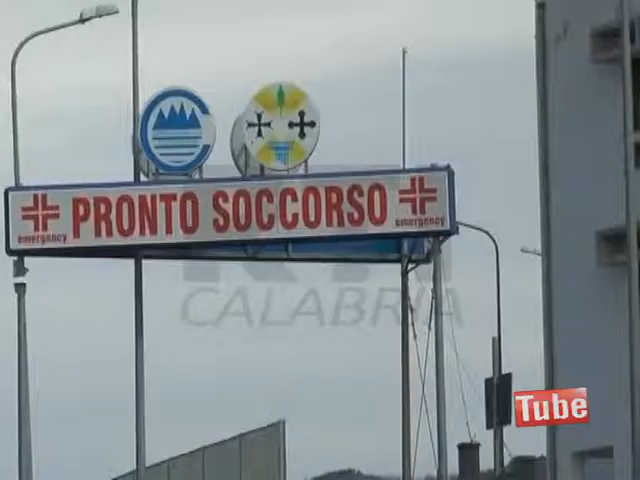 PRONTO SOCCORSO
emergency
emergency
CALABRIA
Tube